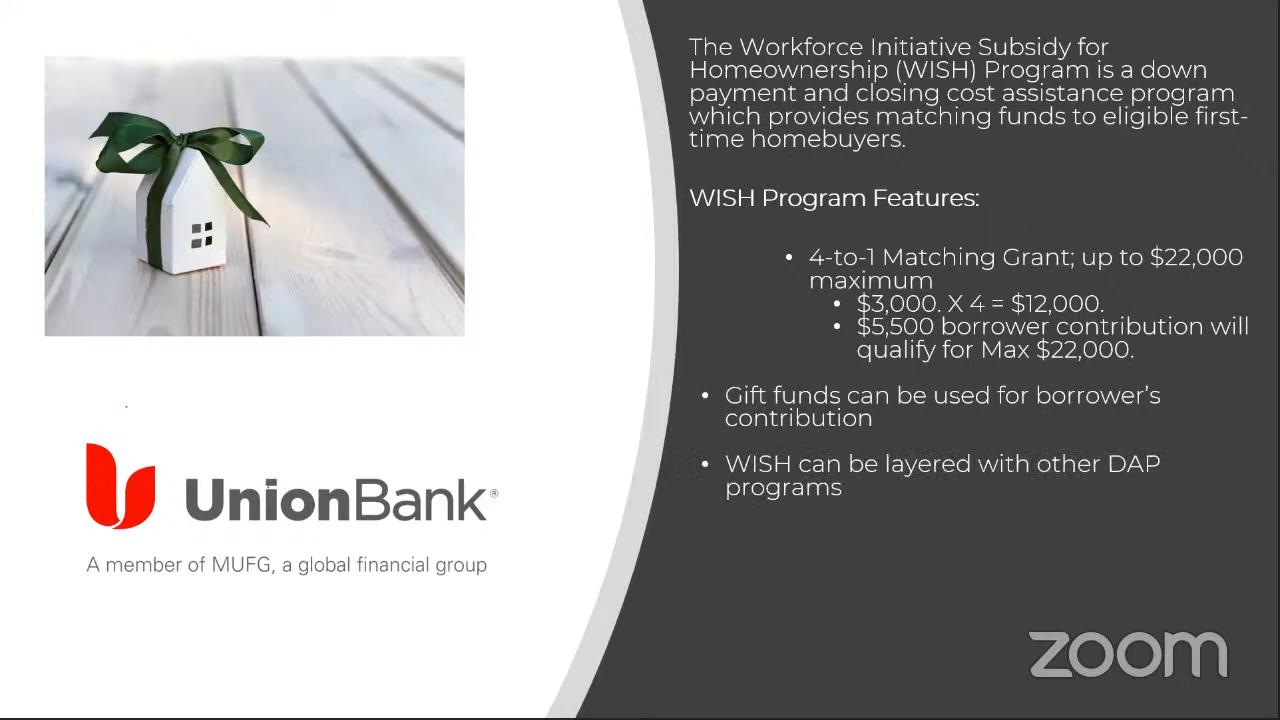 The Workforce Initiative Subsidy for
Homeownership (WISH) Program is a down
payment and closing cost assistance program
which provides matching funds to eligible first-
time homebuyers.
WISH Program Features:
• 4-to-1 Matching Grant; up to $22,000
maximum
• $3,000. X 4 = $12,000.
• $5,500 borrower contribution will
qualify for Max $22,000.
• Gift funds can be used for borrower's
contribution
• WISH can be layered with other DAP
programs
UnionBank®
A member of MUFG, a global financial group
zoom